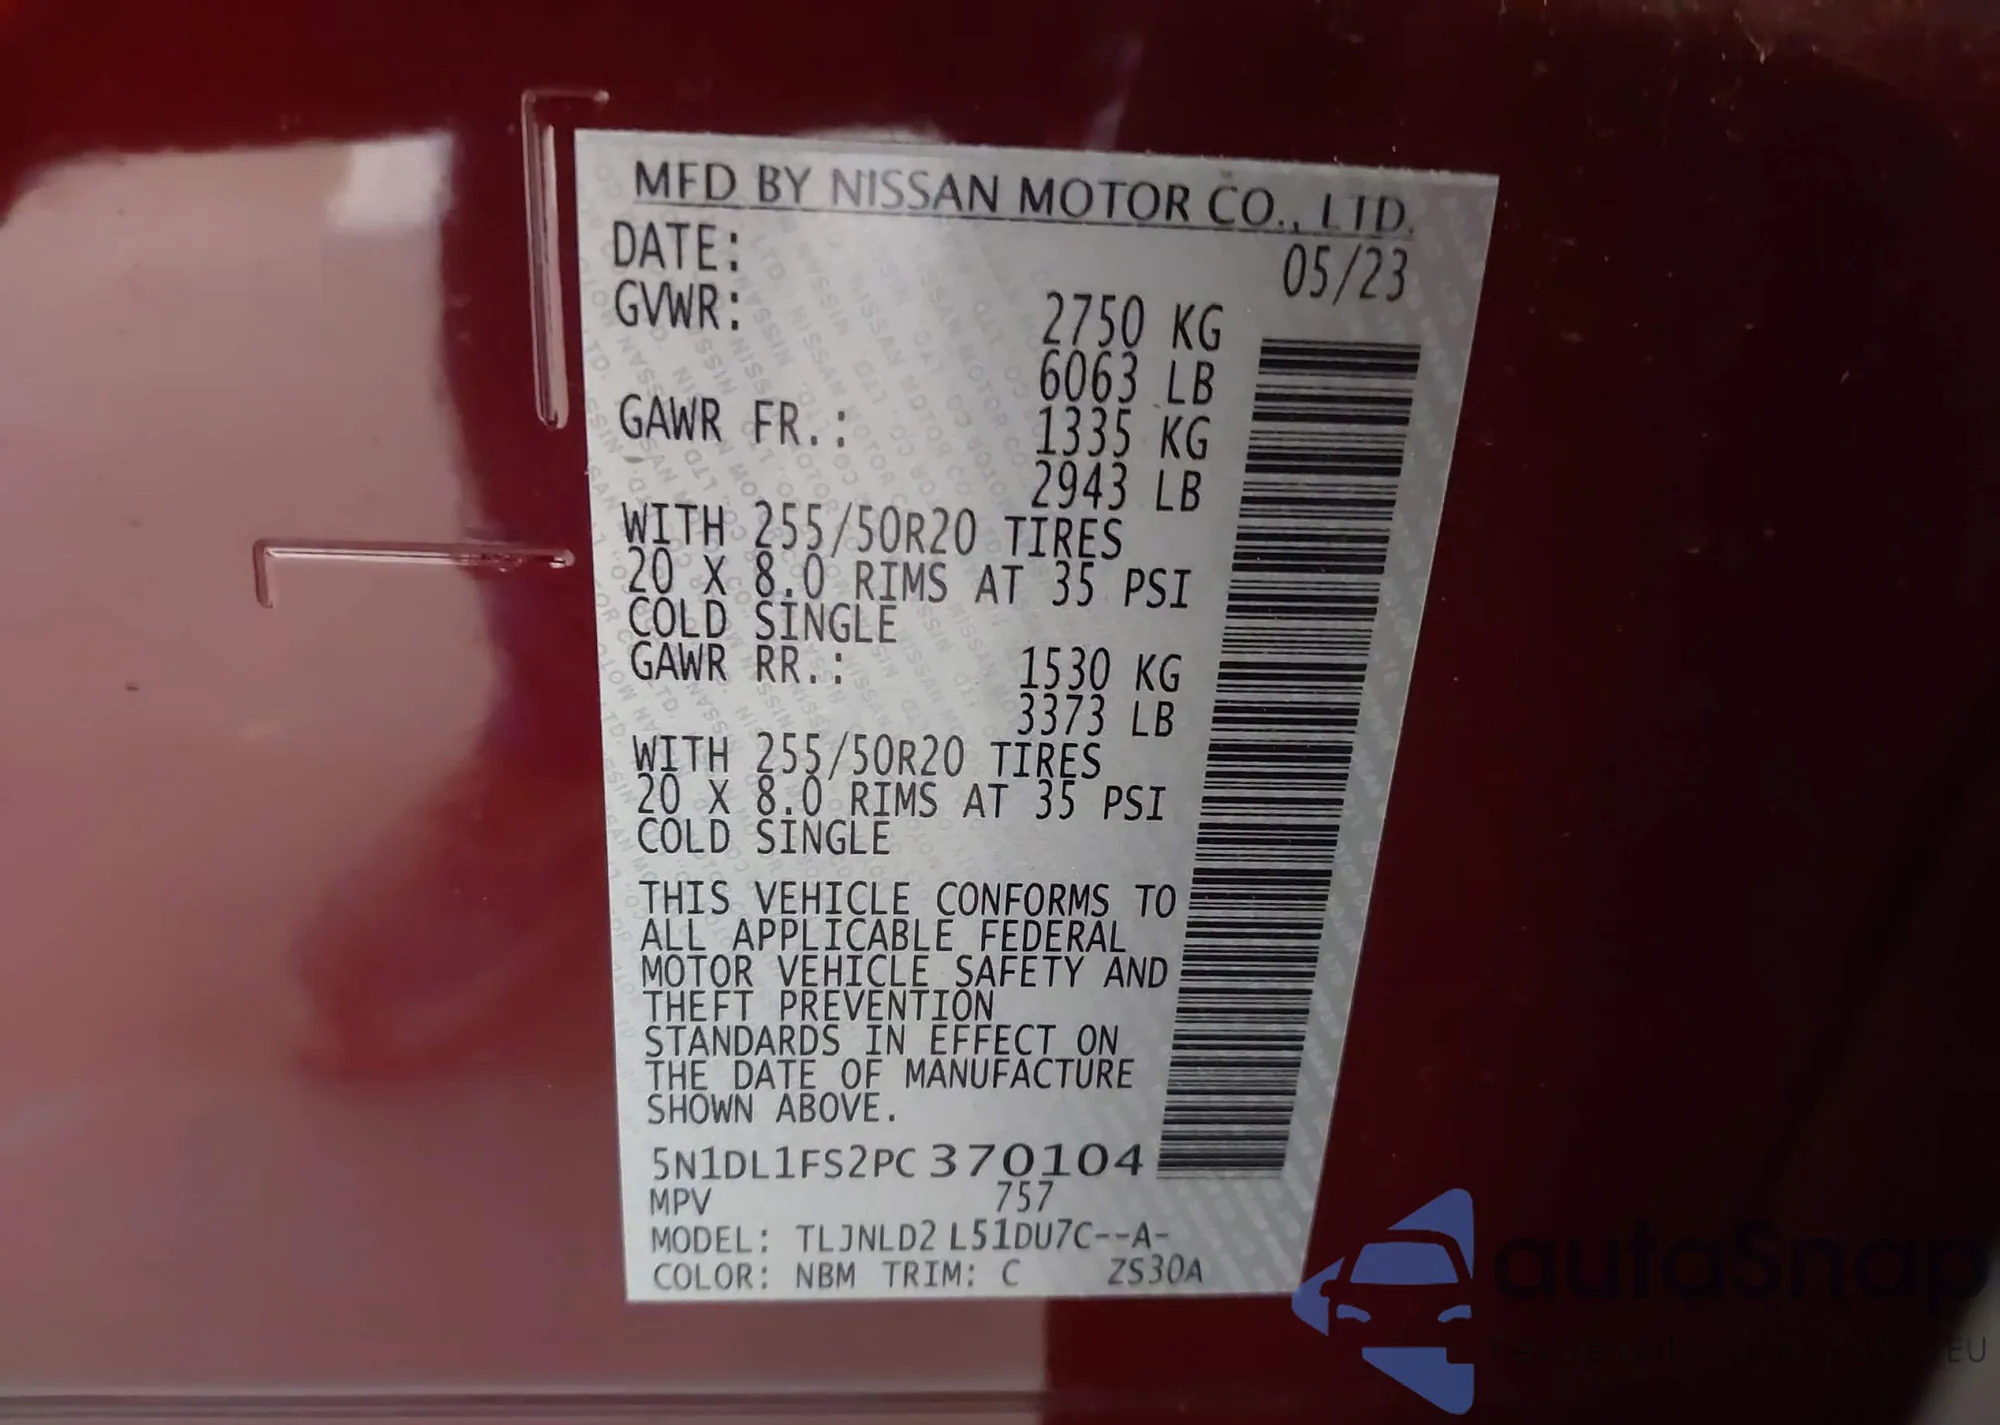 MFD BY NISSAN MOTOR CO., LTD.
DATE: 05/23
GVWR: 2750 KG
6063 LB
GAWR FR.: 1335 KG
2943 LB
WITH 255/50R20 TIRES
20 X 8.0 RIMS AT 35 PSI
COLD SINGLE
GAWR RR.: 1530 KG
3373 LB
WITH 255/50R20 TIRES
20 X 8.0 RIMS AT 35 PSI
COLD SINGLE
THIS VEHICLE CONFORMS TO
ALL APPLICABLE FEDERAL
MOTOR VEHICLE SAFETY AND
THEFT PREVENTION
STANDARDS IN EFFECT ON
THE DATE OF MANUFACTURE
SHOWN ABOVE.
5N1DL1FS2PC370104
MPV 757
MODEL: TLJNLD2 L51DU7C--A-
COLOR: NBM TRIM: C ZS30A
autoSnap
EU